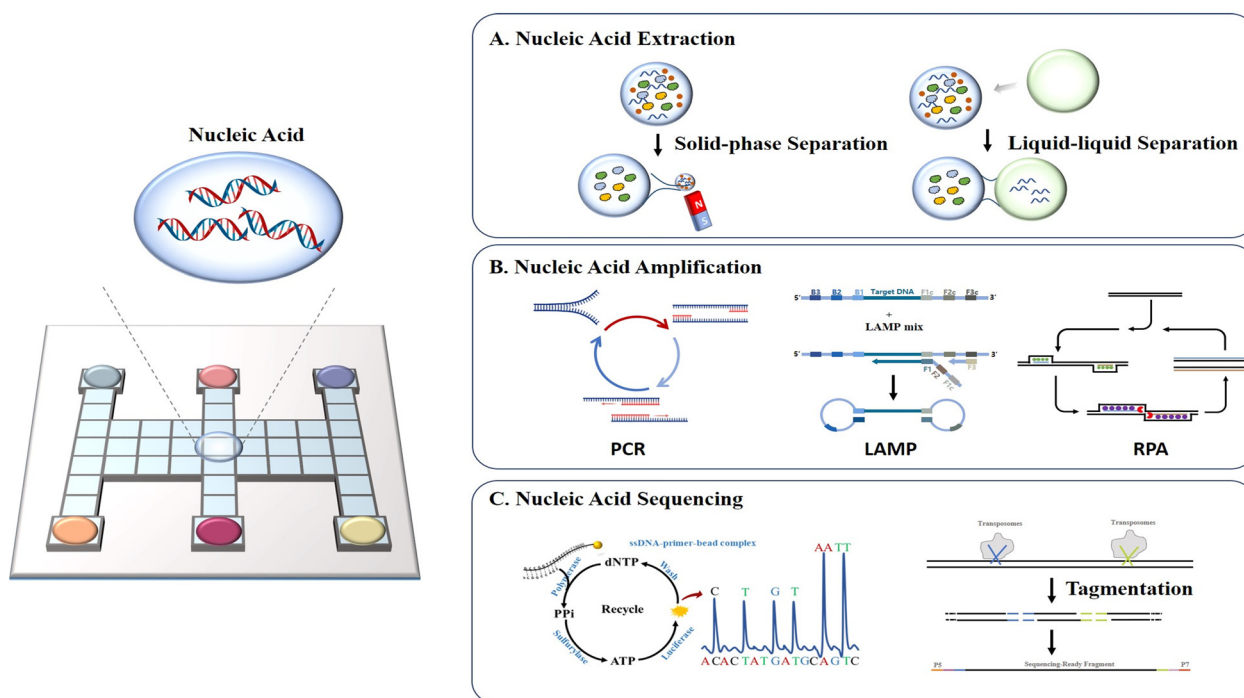 Nucleic Acid
A. Nucleic Acid Extraction
Solid-phase Separation
N
S
Liquid-liquid Separation
B. Nucleic Acid Amplification
PCR
5' B3 B2 B1 Target DNA F1c F2c F3c 3'
+
LAMP mix
5' 3'
F1 F2 F1c F3
LAMP
RPA
C. Nucleic Acid Sequencing
ssDNA-primer-bead complex
Polymerase
dNTP
Wash
PPi
Recycle
Sulfurylase
ATP
Luciferase
C T G T AATT
ACACTATGATGCAGTC
Transposomes Transposomes
Tagmentation
P5 Sequencing-Ready Fragment P7